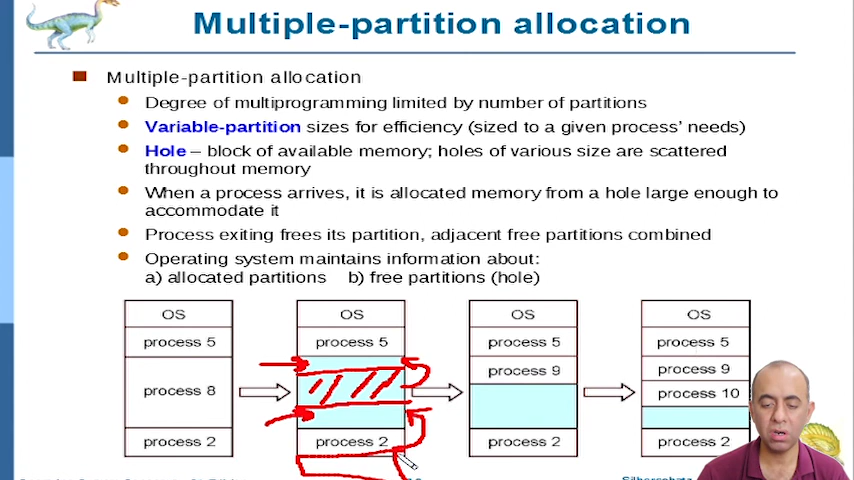 Multiple-partition allocation
Multiple-partition allocation
Degree of multiprogramming limited by number of partitions
Variable-partition sizes for efficiency (sized to a given process' needs)
Hole – block of available memory; holes of various size are scattered
throughout memory
When a process arrives, it is allocated memory from a hole large enough to
accommodate it
Process exiting frees its partition, adjacent free partitions combined
Operating system maintains information about:
a) allocated partitions b) free partitions (hole)
OS OS OS OS
process 5 process 5 process 5 process 5
process 8 process 9 process 9
process 10
process 2 process 2 process 2 process 2